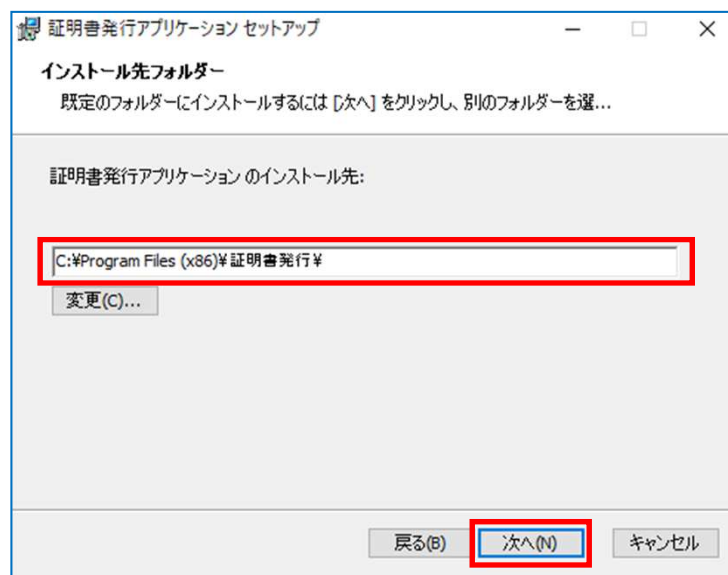 証明書発行アプリケーション セットアップ
インストール先フォルダー
既定のフォルダーにインストールするには [次へ] をクリックし、別のフォルダーを選...
証明書発行アプリケーション のインストール先:
C:¥Program Files (x86)¥証明書発行¥
変更(C)...
戻る(B) 次へ(N) キャンセル